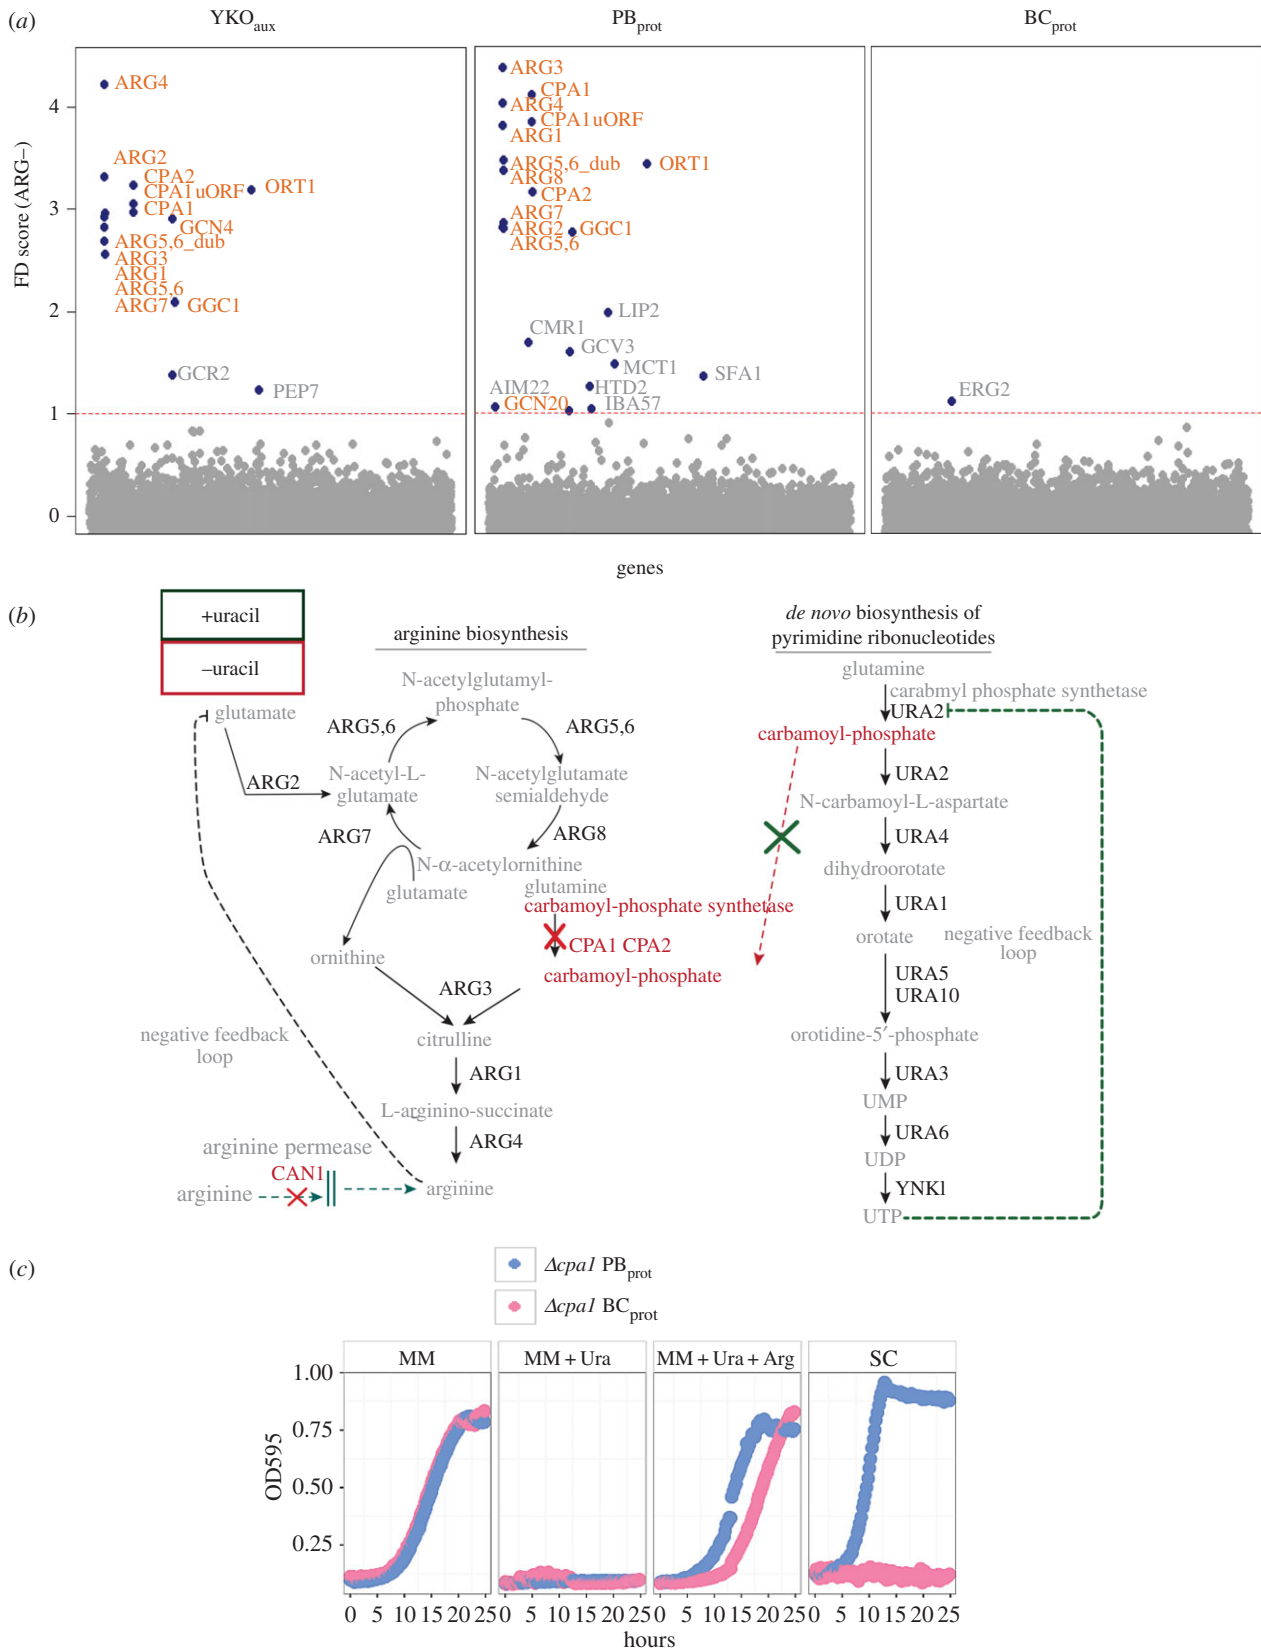 (a)
YKOaux
PBprot
BCprot
FD score (ARG–)
4
3
2
1
0
ARG4
ARG2
CPA2
CPA1uORF
CPA1
ORT1
GCN4
ARG5,6_dub
ARG3
ARG1
ARG5,6
ARG7
GGC1
GCR2
PEP7
ARG3
CPA1
ARG4
CPA1uORF
ARG1
ARG5,6_dub
ORT1
ARG8
CPA2
ARG7
ARG2
GGC1
ARG5,6
LIP2
CMR1
GCV3
MCT1
SFA1
AIM22
HTD2
GCN20
IBA57
ERG2
genes
(b)
+uracil
–uracil
arginine biosynthesis
N-acetylglutamyl-
phosphate
glutamate
ARG5,6
ARG5,6
ARG2
N-acetyl-L-
glutamate
N-acetylglutamate
semialdehyde
ARG7
ARG8
N-α-acetylornithine
glutamate
glutamine
carbamoyl-phosphate synthetase
CPA1 CPA2
carbamoyl-phosphate
ornithine
ARG3
citrulline
negative feedback
loop
ARG1
L-arginino-succinate
ARG4
arginine permease
CAN1
arginine
arginine
de novo biosynthesis of
pyrimidine ribonucleotides
glutamine
carabmyl phosphate synthetase
URA2
carbamoyl-phosphate
URA2
N-carbamoyl-L-aspartate
URA4
dihydroorotate
URA1
orotate
negative feedback
loop
URA5
URA10
orotidine-5′-phosphate
URA3
UMP
URA6
UDP
YNKl
UTP
(c)
Δcpa1 PBprot
Δcpa1 BCprot
MM
MM + Ura
MM + Ura + Arg
SC
OD595
1.00
0.75
0.50
0.25
0 5 10 15 20 25
0 5 10 15 20 25
0 5 10 15 20 25
0 5 10 15 20 25
hours